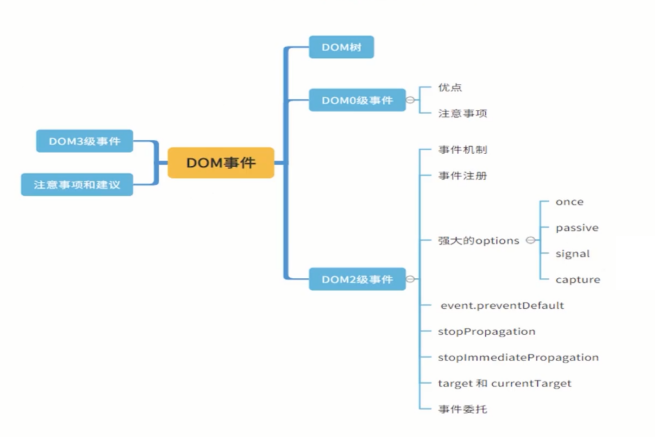 DOM事件
DOM树
DOM0级事件
优点
注意事项
DOM2级事件
事件机制
事件注册
强大的options
once
passive
signal
capture
event.preventDefault
stopPropagation
stopImmediatePropagation
target 和 currentTarget
事件委托
DOM3级事件
注意事项和建议